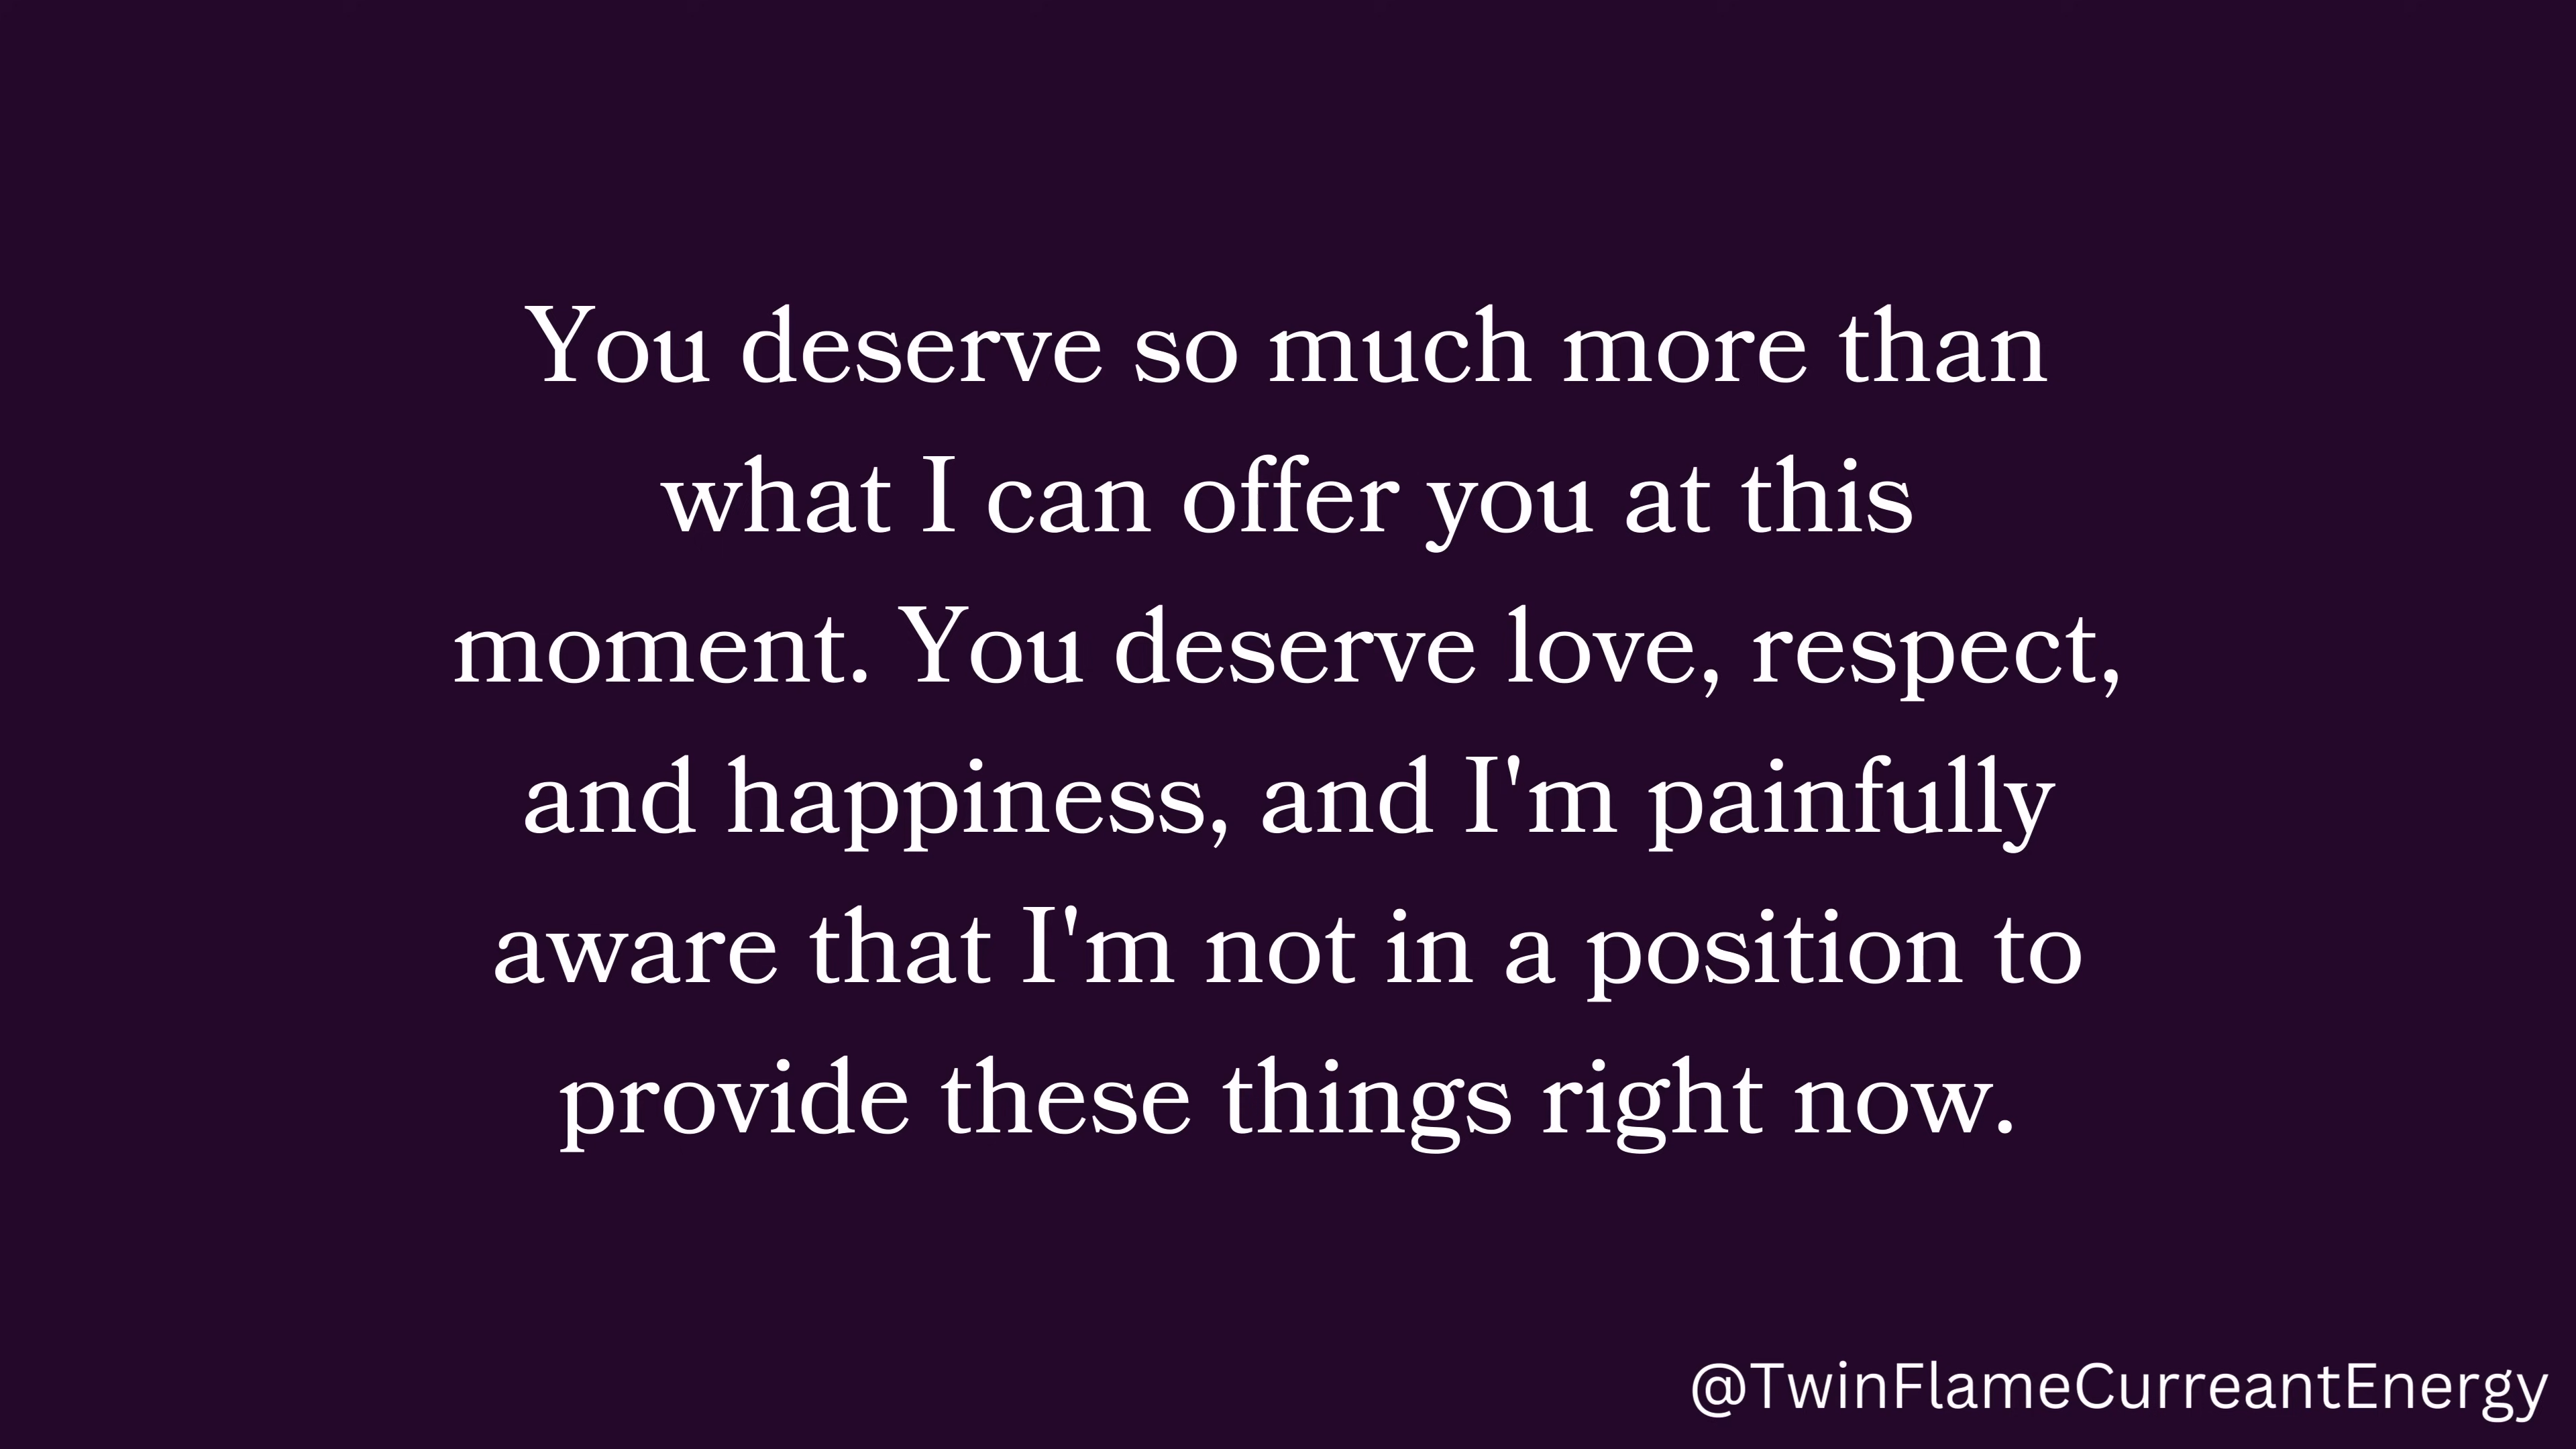 You deserve so much more than
what I can offer you at this
moment. You deserve love, respect,
and happiness, and I'm painfully
aware that I'm not in a position to
provide these things right now.
@TwinFlameCurreantEnergy